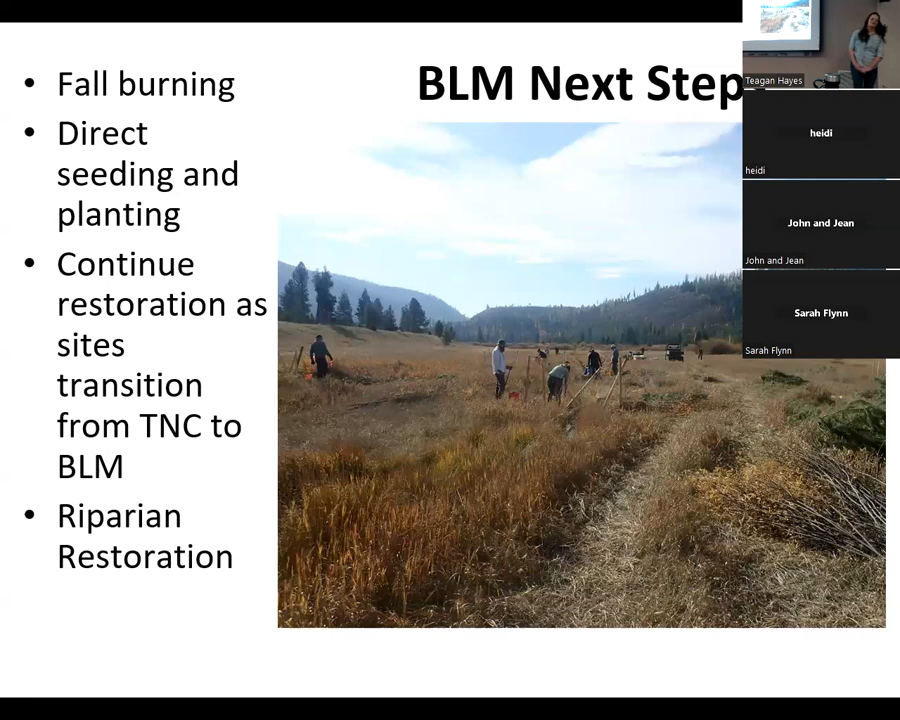 BLM Next Step
• Fall burning
• Direct
seeding and
planting
• Continue
restoration as
sites
transition
from TNC to
BLM
• Riparian
Restoration
Teagan Hayes
heidi
heidi
John and Jean
John and Jean
Sarah Flynn
Sarah Flynn